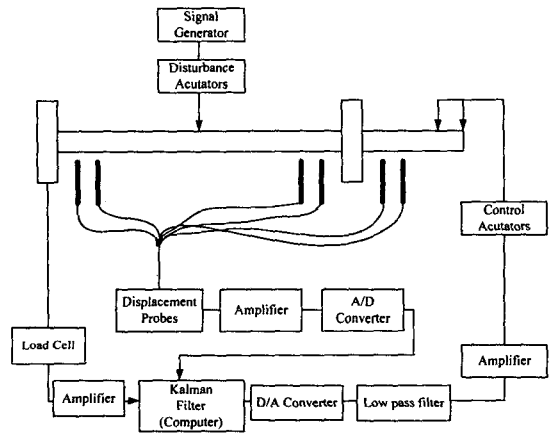 Signal
Generator
Disturbance
Acutators
Control
Acutators
Displacement
Probes
Amplifier
A/D
Converter
Load Cell
Amplifier
Amplifier
Kalman
Filter
(Computer)
D/A Converter
Low pass filter